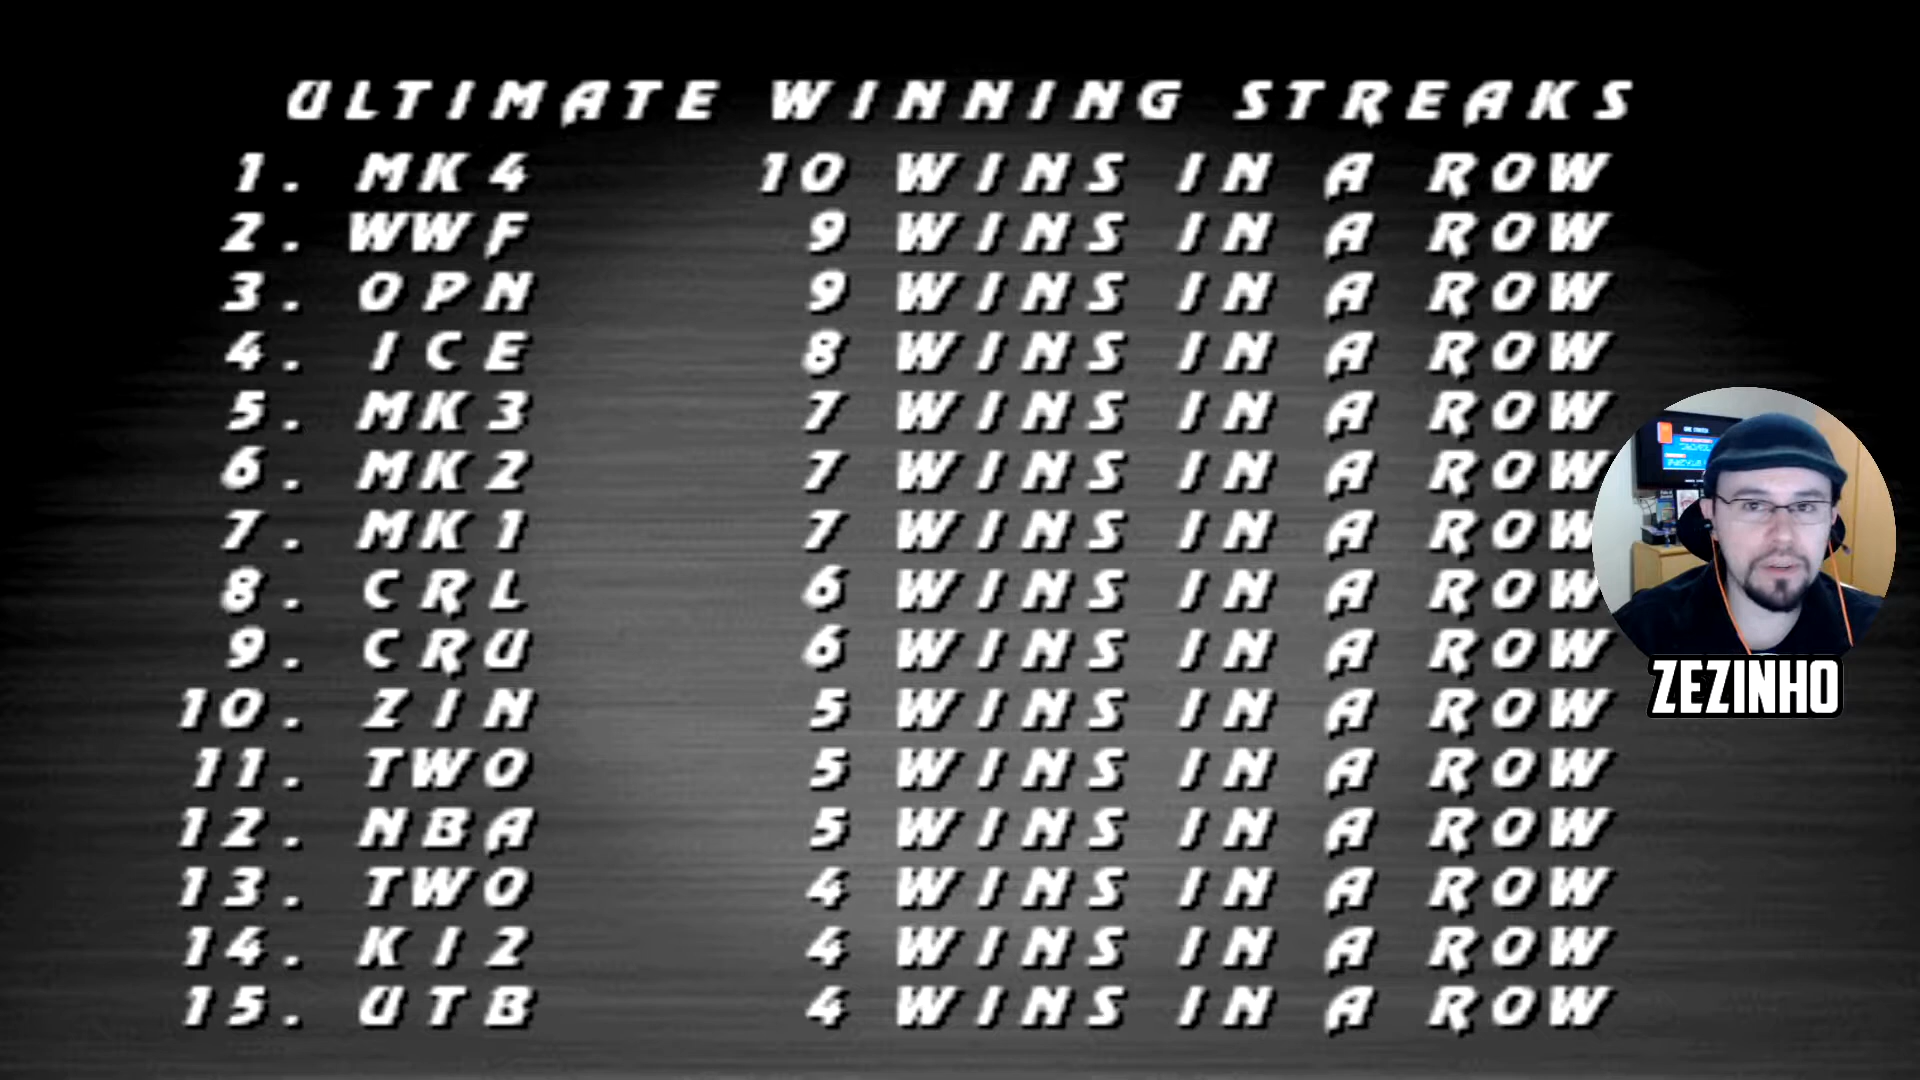 ULTIMATE WINNING STREAKS
1. MK4 10 WINS IN A ROW
2. WWF 9 WINS IN A ROW
3. OPN 9 WINS IN A ROW
4. ICE 8 WINS IN A ROW
5. MK3 7 WINS IN A ROW
6. MK2 7 WINS IN A ROW
7. MK1 7 WINS IN A ROW
8. CRL 6 WINS IN A ROW
9. CRU 6 WINS IN A ROW
10. ZIN 5 WINS IN A ROW
11. TWO 5 WINS IN A ROW
12. NBA 5 WINS IN A ROW
13. TWO 4 WINS IN A ROW
14. KI2 4 WINS IN A ROW
15. UTB 4 WINS IN A ROW
ZEZINHO